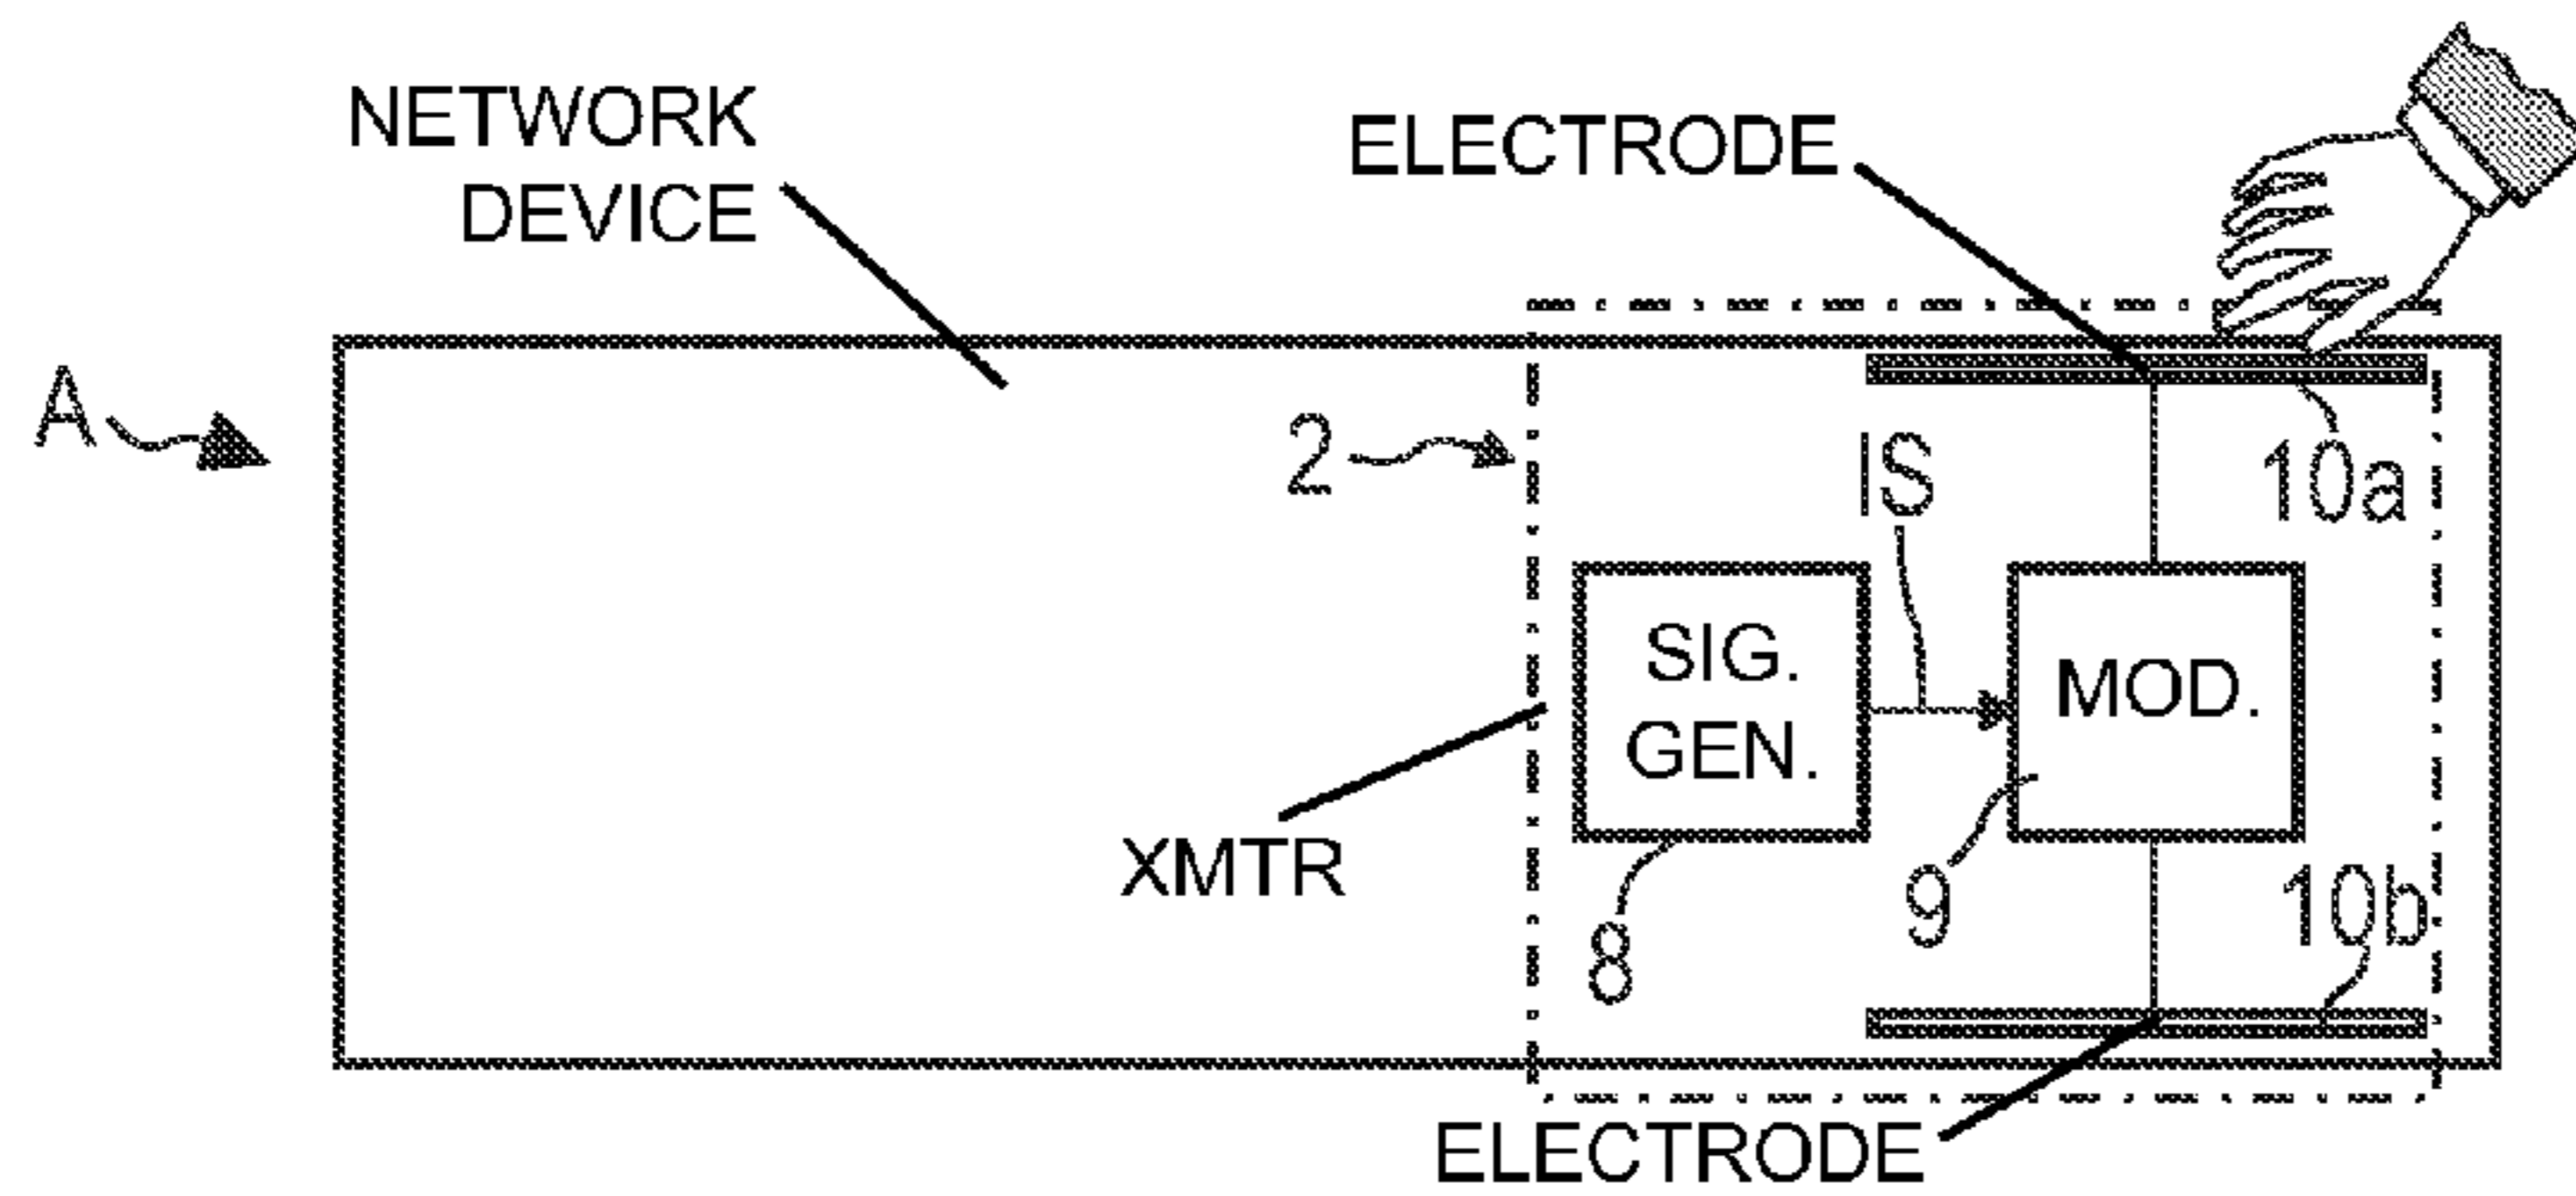 NETWORK
DEVICE
ELECTRODE
A
2
IS
10a
SIG.
GEN.
MOD.
XMTR
8
9
10b
ELECTRODE